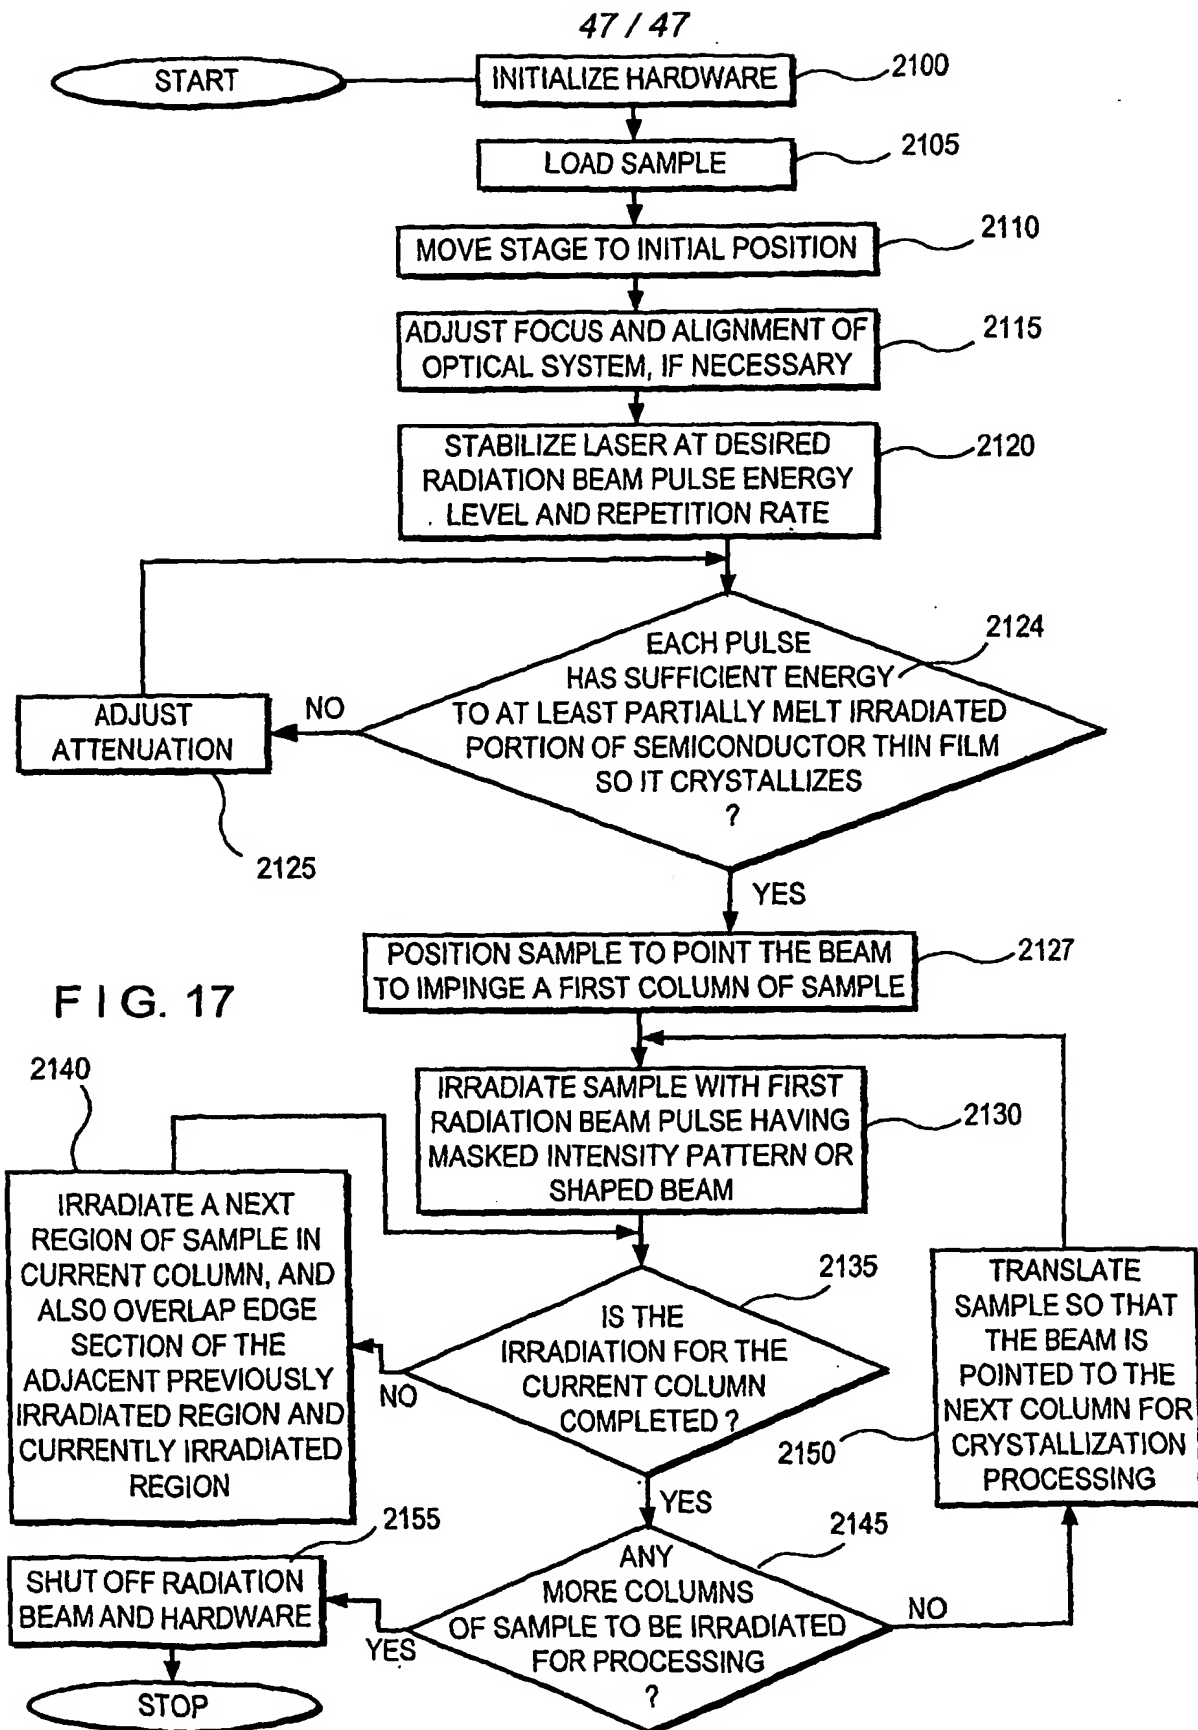 47 / 47
START
INITIALIZE HARDWARE
2100
LOAD SAMPLE
2105
MOVE STAGE TO INITIAL POSITION
2110
ADJUST FOCUS AND ALIGNMENT OF
OPTICAL SYSTEM, IF NECESSARY
2115
STABILIZE LASER AT DESIRED
RADIATION BEAM PULSE ENERGY
LEVEL AND REPETITION RATE
2120
EACH PULSE
HAS SUFFICIENT ENERGY
TO AT LEAST PARTIALLY MELT IRRADIATED
PORTION OF SEMICONDUCTOR THIN FILM
SO IT CRYSTALLIZES
?
2124
NO
ADJUST
ATTENUATION
2125
YES
POSITION SAMPLE TO POINT THE BEAM
TO IMPINGE A FIRST COLUMN OF SAMPLE
2127
FIG. 17
IRRADIATE SAMPLE WITH FIRST
RADIATION BEAM PULSE HAVING
MASKED INTENSITY PATTERN OR
SHAPED BEAM
2130
2140
IRRADIATE A NEXT
REGION OF SAMPLE IN
CURRENT COLUMN, AND
ALSO OVERLAP EDGE
SECTION OF THE
ADJACENT PREVIOUSLY
IRRADIATED REGION AND
CURRENTLY IRRADIATED
REGION
2135
IS THE
IRRADIATION FOR THE
CURRENT COLUMN
COMPLETED ?
NO
YES
TRANSLATE
SAMPLE SO THAT
THE BEAM IS
POINTED TO THE
NEXT COLUMN FOR
CRYSTALLIZATION
PROCESSING
2150
2155
SHUT OFF RADIATION
BEAM AND HARDWARE
2145
ANY
MORE COLUMNS
OF SAMPLE TO BE IRRADIATED
FOR PROCESSING
?
YES
NO
STOP